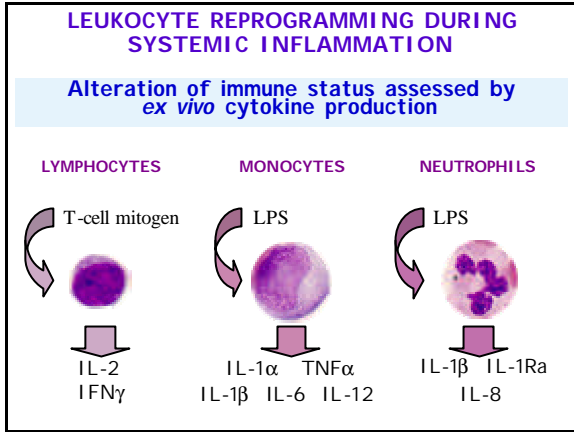 LEUKOCYTE REPROGRAMMING DURING
SYSTEMIC INFLAMMATION
Alteration of immune status assessed by
ex vivo cytokine production
LYMPHOCYTES
MONOCYTES
NEUTROPHILS
T-cell mitogen
LPS
LPS
IL-2
IFNγ
IL-1α TNFα
IL-1β IL-6 IL-12
IL-1β IL-1Ra
IL-8